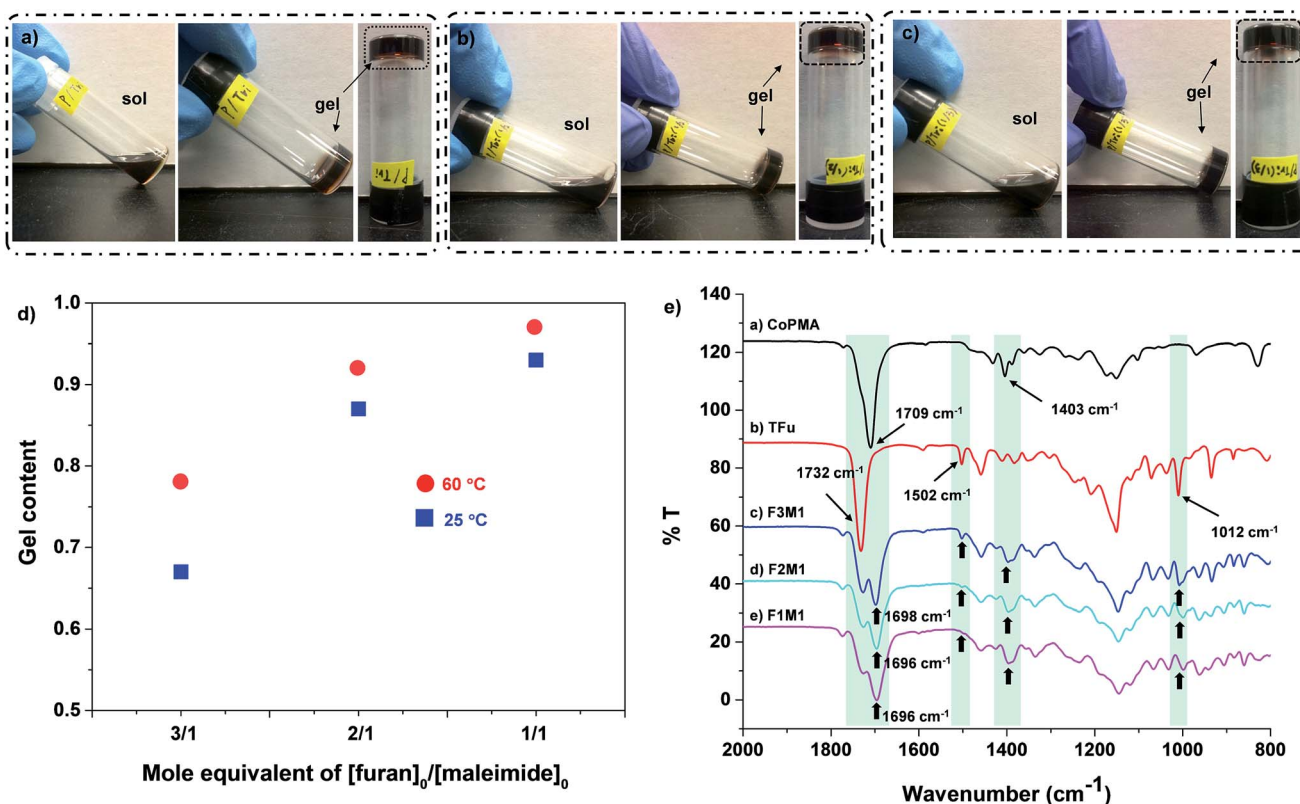 a)
sol
gel
P/Tri
P/Tri
P/Tri
b)
sol
gel
c)
sol
gel
d)
1.0
0.9
0.8
0.7
0.6
0.5
Gel content
60 °C
25 °C
3/1
2/1
1/1
Mole equivalent of [furan]₀/[maleimide]₀
e)
140
120
100
80
60
40
20
0
% T
a) CoPMA
1709 cm⁻¹
1403 cm⁻¹
b) TFu
1732 cm⁻¹
1502 cm⁻¹
1012 cm⁻¹
c) F3M1
1698 cm⁻¹
d) F2M1
1696 cm⁻¹
e) F1M1
1696 cm⁻¹
2000
1800
1600
1400
1200
1000
800
Wavenumber (cm⁻¹)